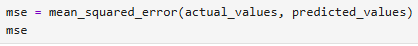 mse = mean_squared_error(actual_values, predicted_values)
mse